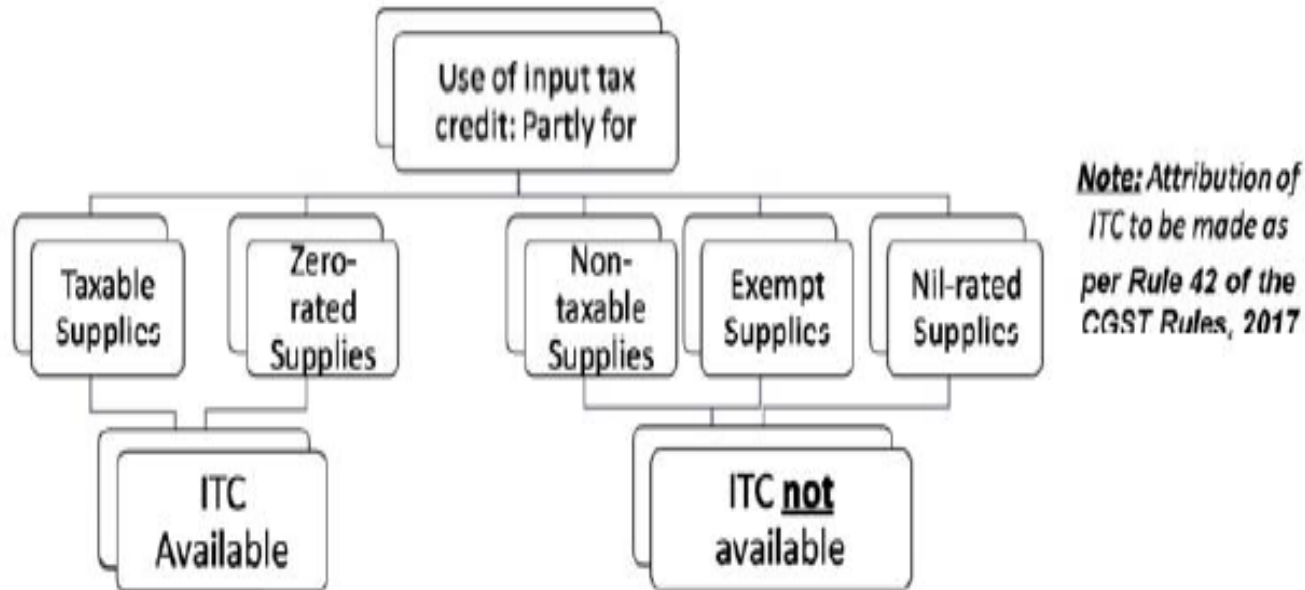 Use of Input tax
credit: Partly for
Taxable
Supplies
Zero-
rated
Supplies
Non-
taxable
Supplies
Exempt
Supplies
Nil-rated
Supplies
Note: Attribution of
ITC to be made as
per Rule 42 of the
CGST Rules, 2017
ITC
Available
ITC not
available